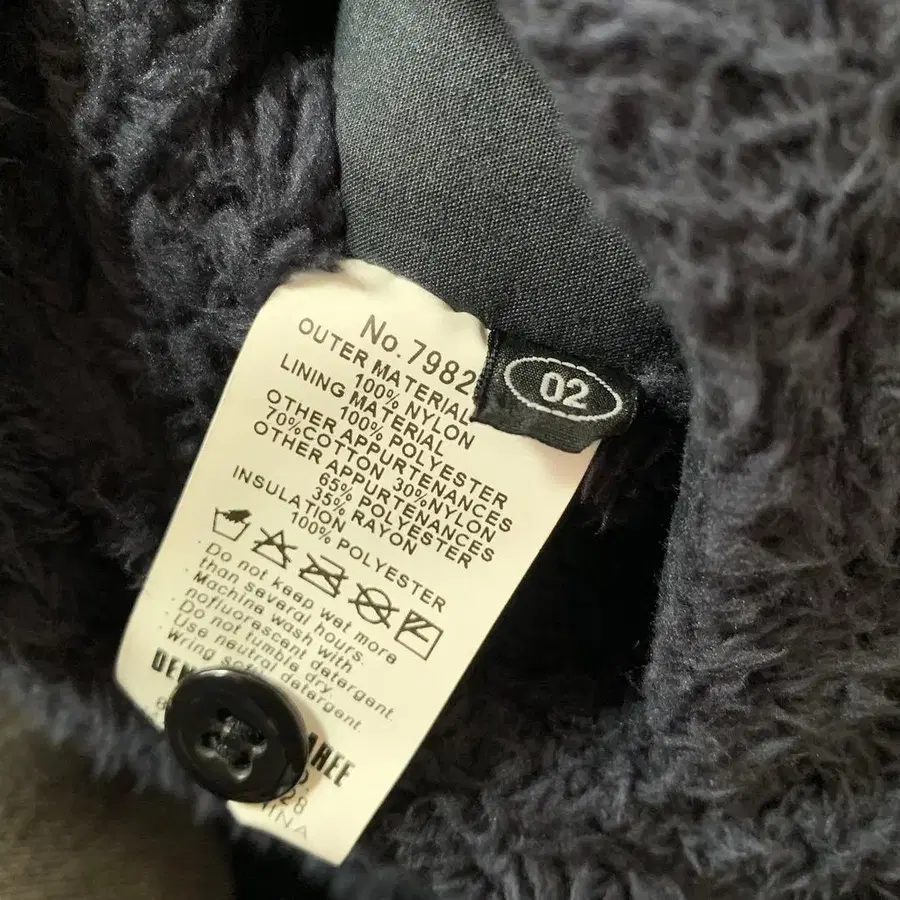 No.7982
02
OUTER MATERIAL
100% NYLON
LINING MATERIAL
100% POLYESTER
OTHER APPURTENANCES
70%COTTON 30%NYLON
OTHER APPURTENANCES
65% POLYESTER
35% RAYON
INSULATION
100% POLYESTER
· Do not keep wet more
than several hours.
· Machine wash with
nofluorescent detergent.
· Do not tumble dry.
· Use neutral detergent.
Wring